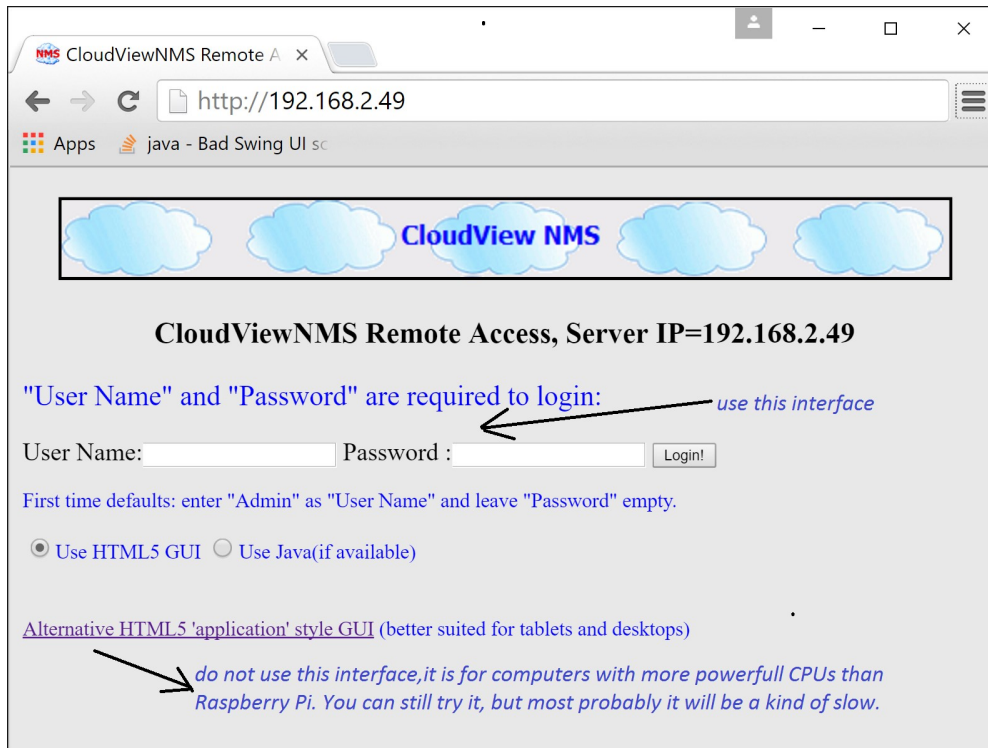 NMS CloudViewNMS Remote A
http://192.168.2.49
Apps java - Bad Swing UI sc
CloudView NMS
CloudViewNMS Remote Access, Server IP=192.168.2.49
"User Name" and "Password" are required to login:
use this interface
User Name: Password : Login!
First time defaults: enter "Admin" as "User Name" and leave "Password" empty.
Use HTML5 GUI Use Java(if available)
Alternative HTML5 'application' style GUI (better suited for tablets and desktops)
do not use this interface,it is for computers with more powerfull CPUs than
Raspberry Pi. You can still try it, but most probably it will be a kind of slow.